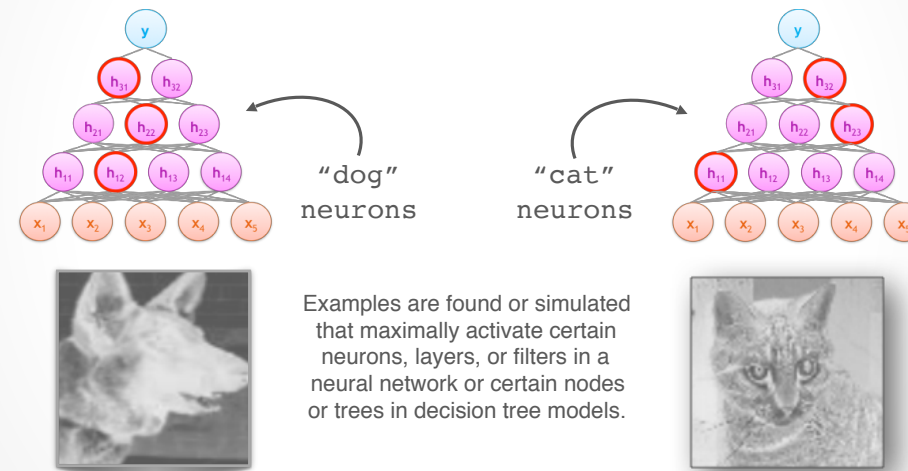 y
h31 h32
h21 h22 h23
h11 h12 h13 h14
x1 x2 x3 x4 x5
"dog"
neurons
"cat"
neurons
y
h31 h32
h21 h22 h23
h11 h12 h13 h14
x1 x2 x3 x4 x5
Examples are found or simulated
that maximally activate certain
neurons, layers, or filters in a
neural network or certain nodes
or trees in decision tree models.